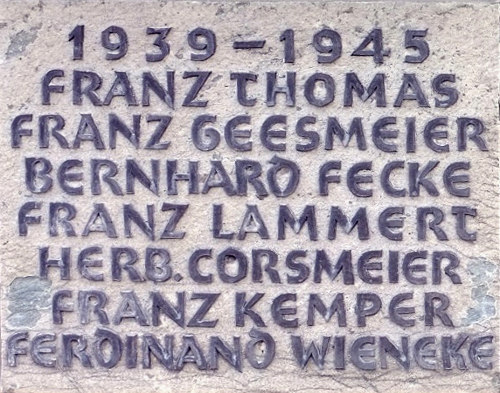 1939-1945
FRANZ THOMAS
FRANZ GEESMEIER
BERNHARD FECKE
FRANZ LAMMERT
HERB. CORSMEIER
FRANZ KEMPER
FERDINAND WIENEKE